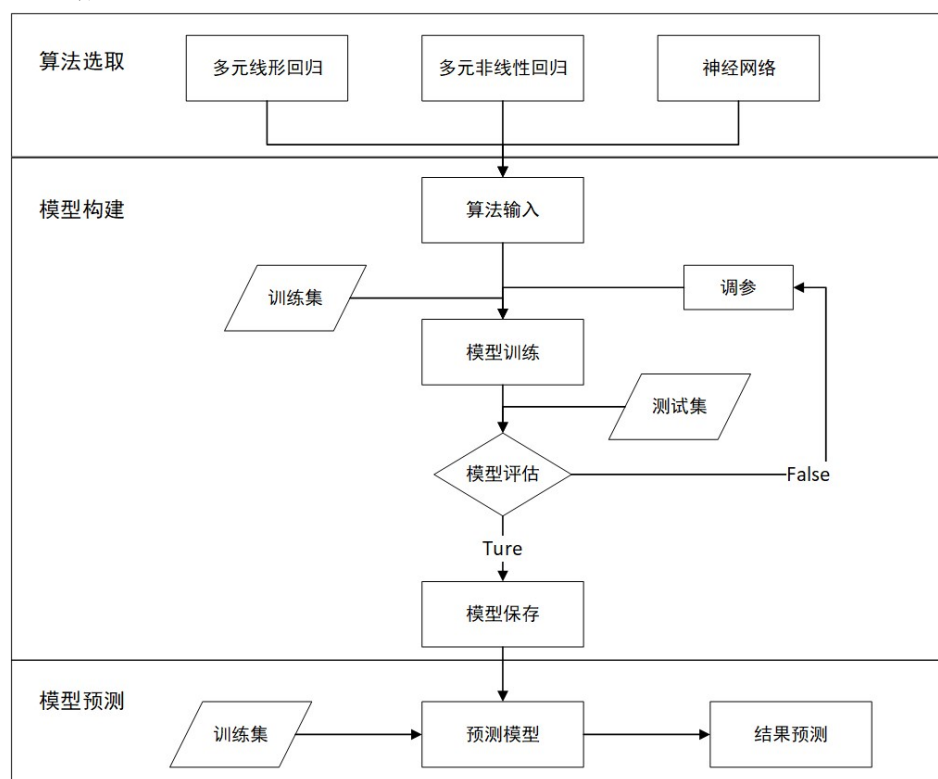 算法选取
多元线形回归
多元非线性回归
神经网络
模型构建
算法输入
训练集
调参
模型训练
测试集
模型评估
False
Ture
模型保存
模型预测
训练集
预测模型
结果预测